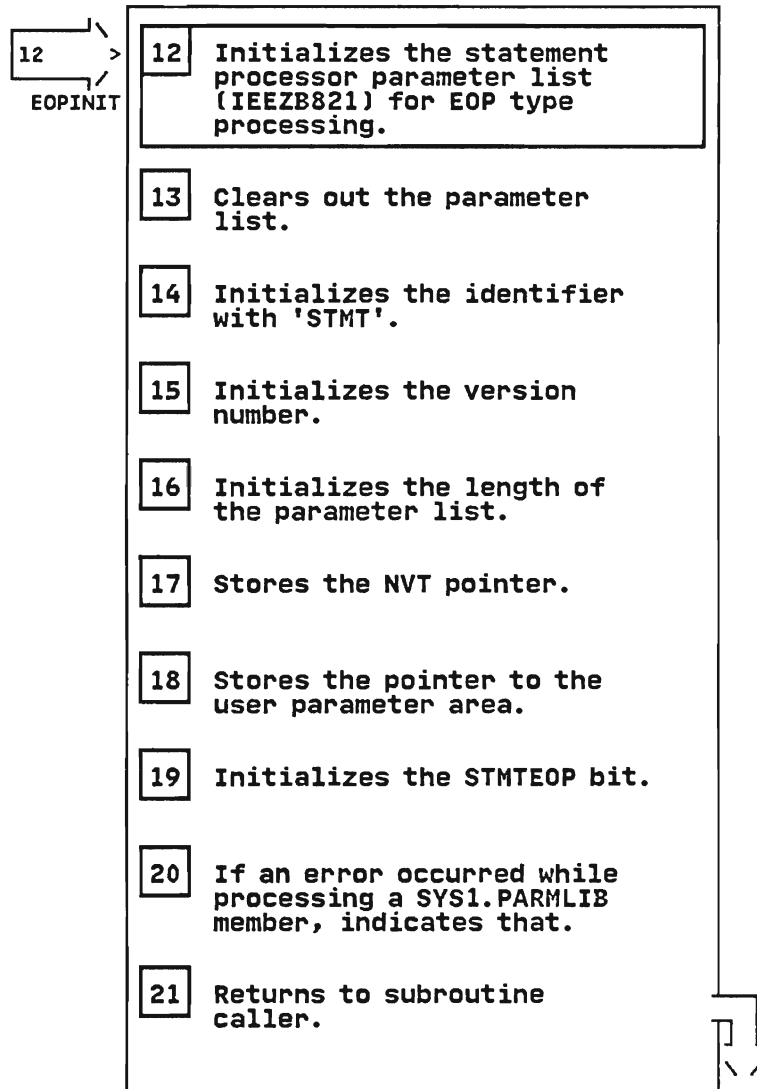 12 >
EOPINIT
12 Initializes the statement
processor parameter list
(IEEZB821) for EOP type
processing.
13 Clears out the parameter
list.
14 Initializes the identifier
with 'STMT'.
15 Initializes the version
number.
16 Initializes the length of
the parameter list.
17 Stores the NVT pointer.
18 Stores the pointer to the
user parameter area.
19 Initializes the STMTEOP bit.
20 If an error occurred while
processing a SYS1.PARMLIB
member, indicates that.
21 Returns to subroutine
caller.